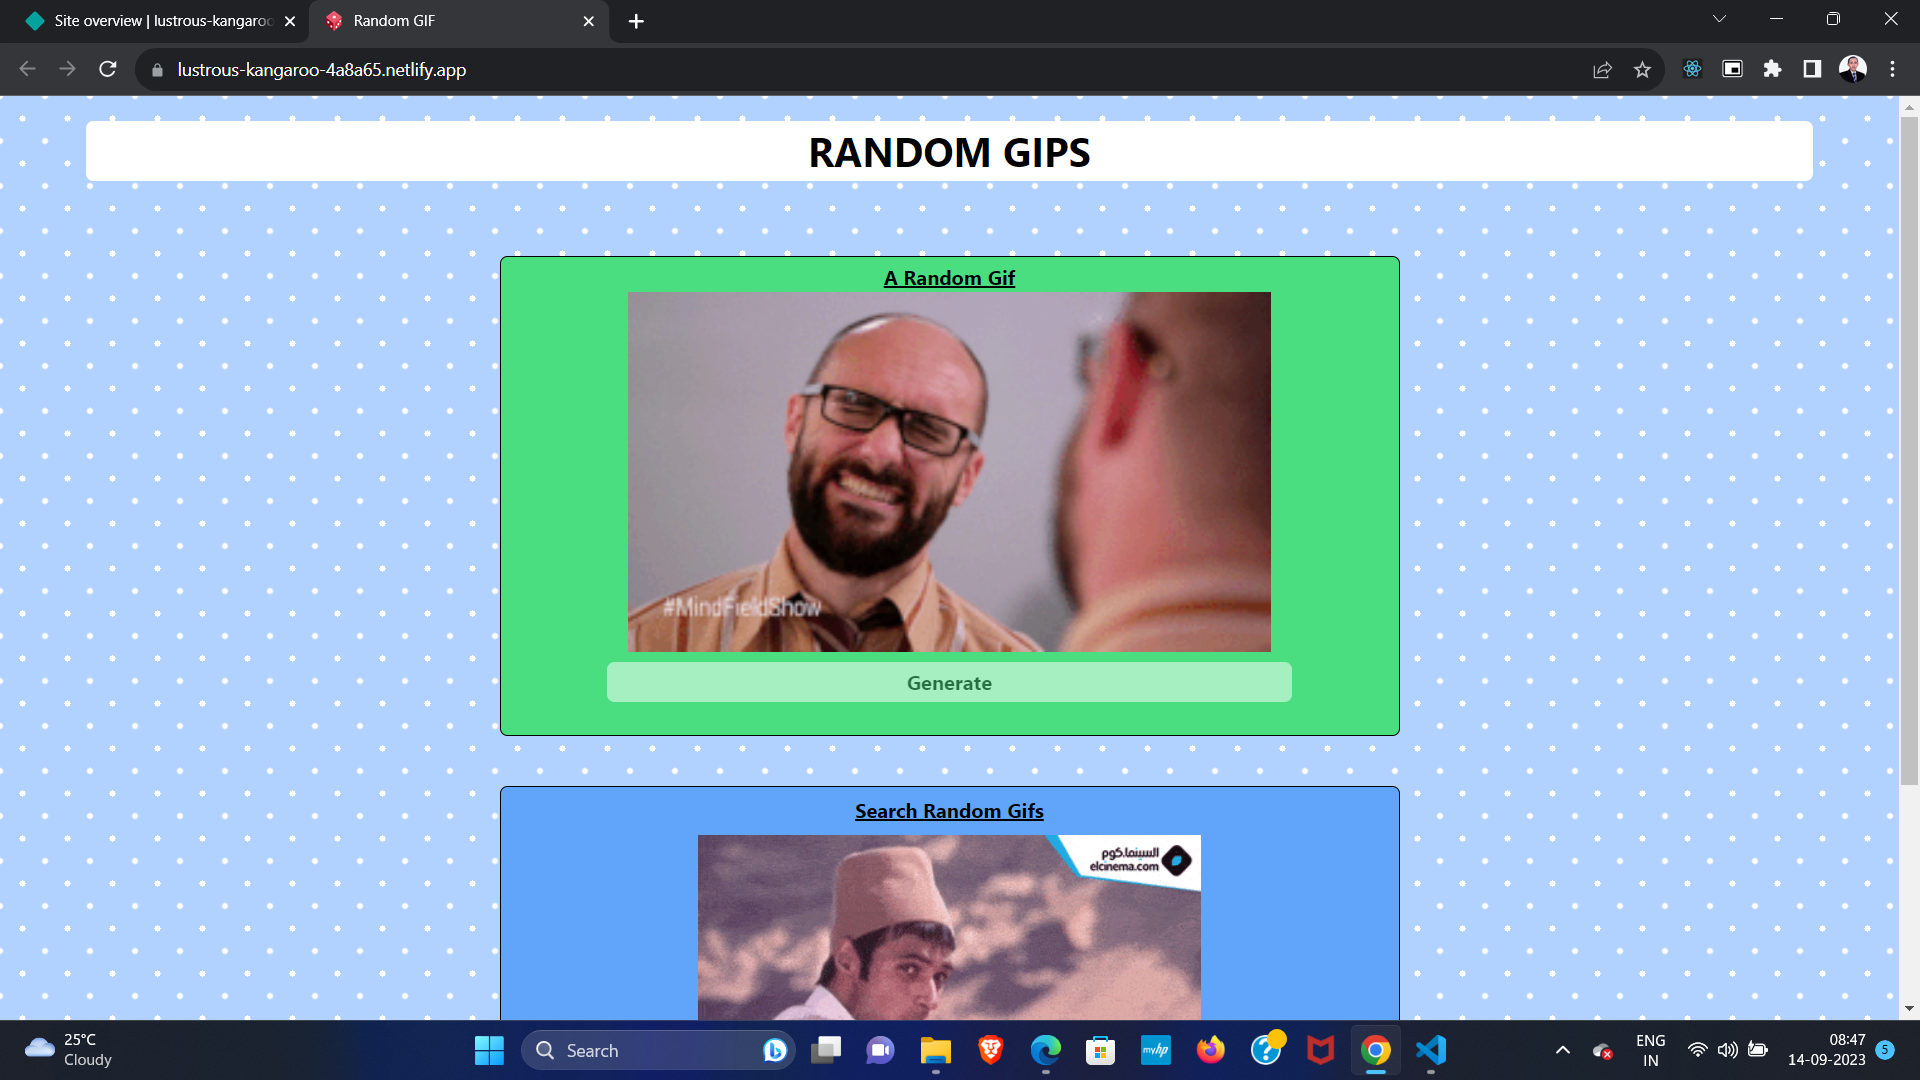 Site overview | lustrous-kangaroo
Random GIF
lustrous-kangaroo-4a8a65.netlify.app
RANDOM GIPS
A Random Gif
#MindFieldShow
Generate
Search Random Gifs
السينما.كوم
elcinema.com
25°C
Cloudy
Search
myhp
ENG
IN
08:47
14-09-2023
5